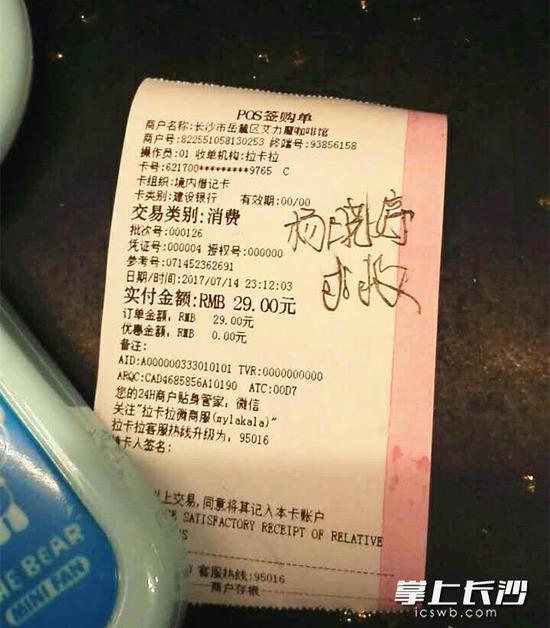 POS签购单
商户名称:长沙市岳麓区艾力魔咖啡馆
商户号:822551058130253 终端号:93856158
操作员:01 收单机构:拉卡拉
卡号:621700*********9765 C
卡组织:境内借记卡
卡类别:建设银行 有效期:00/00
交易类别:消费
批次号:000126
凭证号:000004 授权号:000000
参考号:071452362691
日期/时间:2017/07/14 23:12:03
实付金额:RMB 29.00元
订单金额, RMB 29.00元
优惠金额, RMB 0.00元
备注:
AID:A000000333010101 TVR:0000000000
ARQC:CAD4685856A10190 ATC:00D7
您的24H商户贴身管家，微信
关注"拉卡拉微商服(mylakala)"
拉卡拉客服热线升级为，95016
持卡人签名:
以上交易,同意将其记入本卡账户
SATISFACTORY RECEIPT OF RELATIVE
客服热线:95016
商户存根
杨晓婷
求救
THE BEAR
MINI FAN
掌上长沙
icswb.com